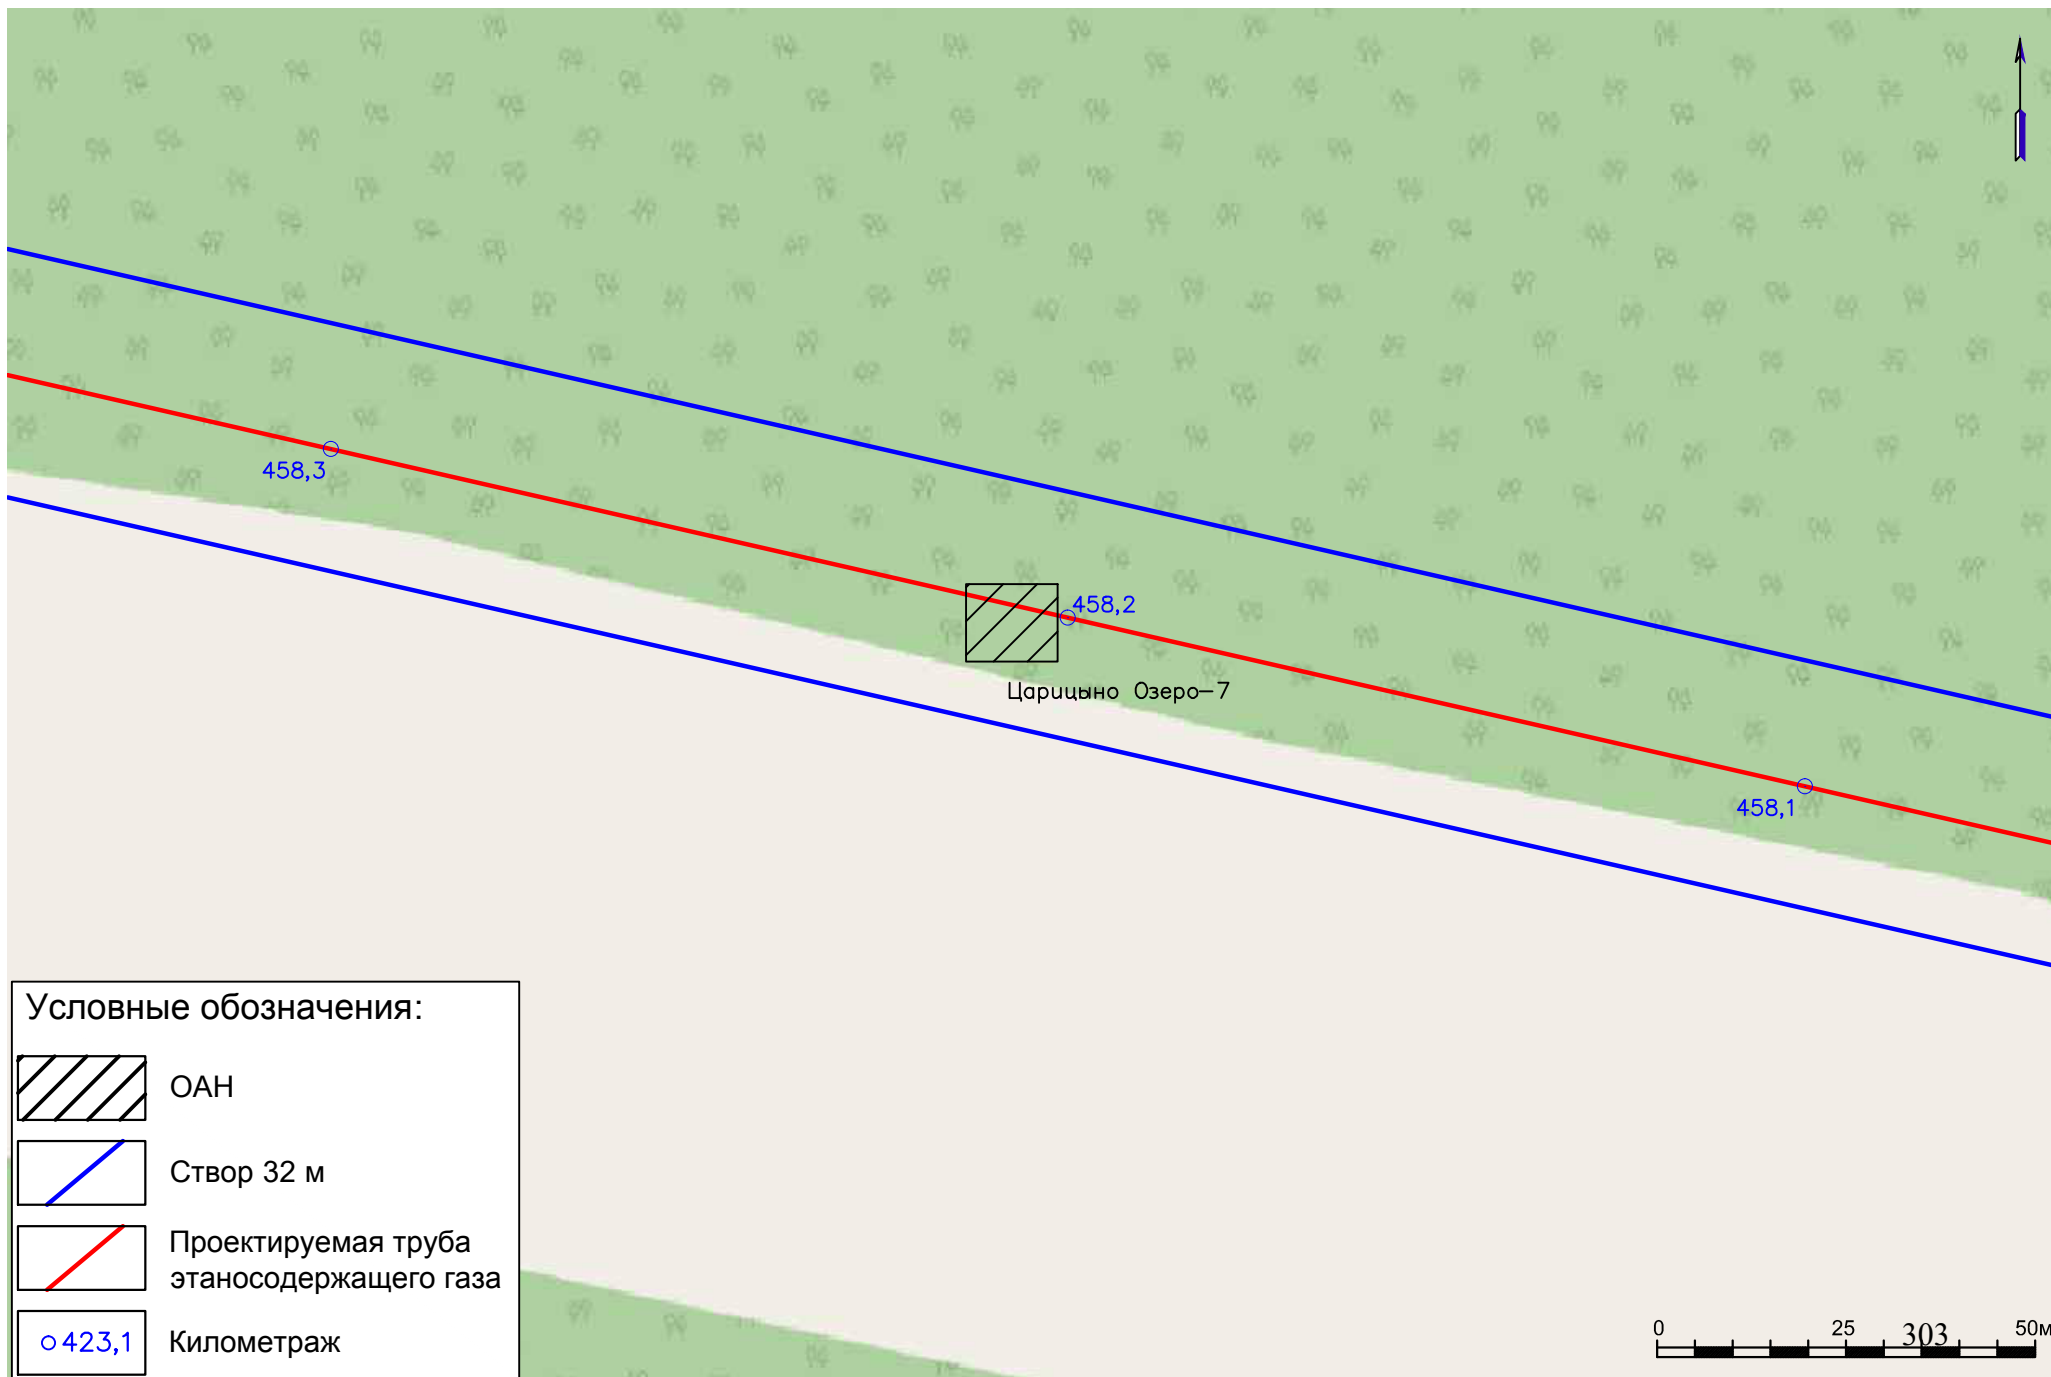 458,3
458,2
Царицыно Озеро-7
458,1
Условные обозначения:
ОАН
Створ 32 м
Проектируемая труба
этаносодержащего газа
423,1 Километраж
0 25 50м
303